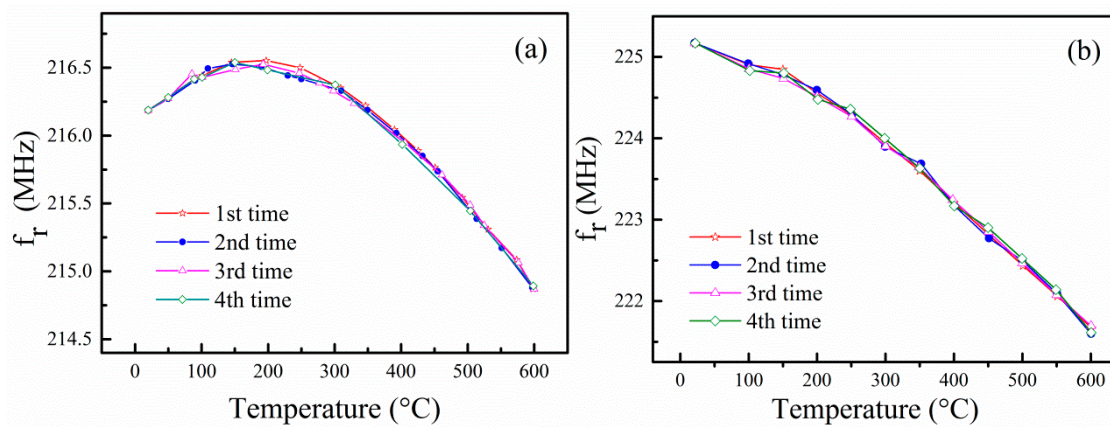 (a)
216.5
216.0
215.5
215.0
214.5
f_r (MHz)
1st time
2nd time
3rd time
4th time
0 100 200 300 400 500 600
Temperature (°C)
(b)
225
224
223
222
f_r (MHz)
1st time
2nd time
3rd time
4th time
0 100 200 300 400 500 600
Temperature (°C)